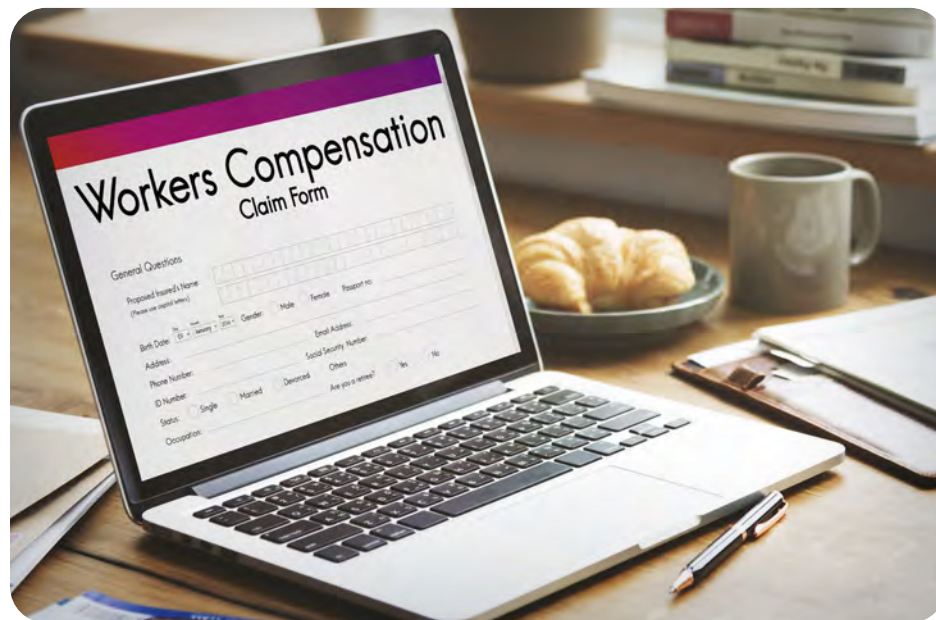 Workers Compensation
Claim Form
General Questions
Proposed Insured's Name
(Please use capital letters)
Birth Date: January Gender: Male Female Passport no.
Address:
Phone Number: Email Address:
ID Number: Social Security Number:
Status: Single Married Devorced Others
Occupation: Are you a retiree? Yes No